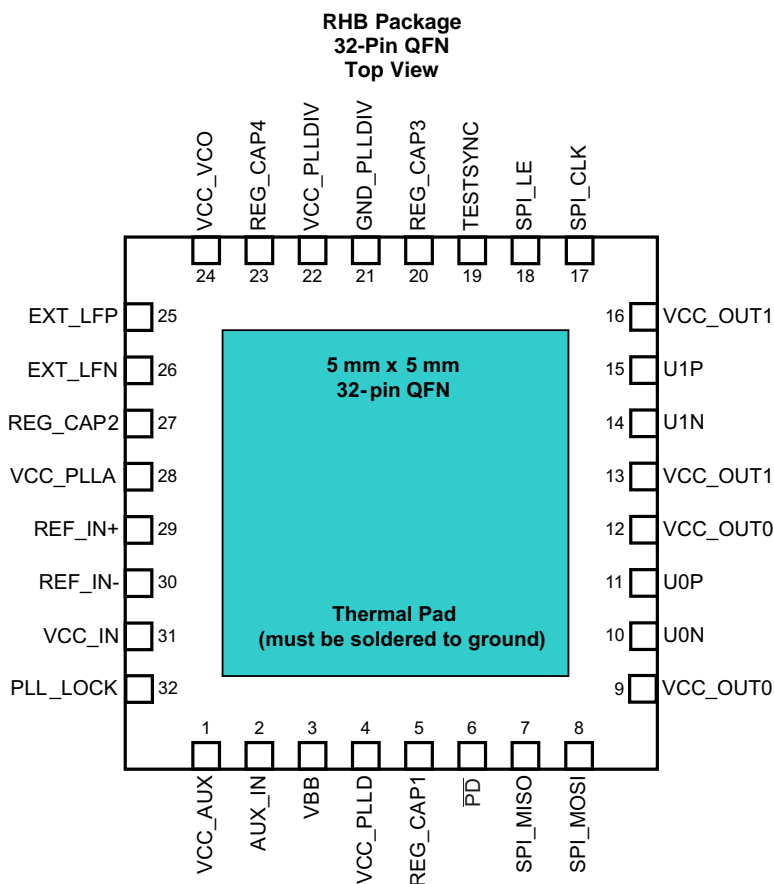 RHB Package
32-Pin QFN
Top View
VCC_VCO
REG_CAP4
VCC_PLLDIV
GND_PLLDIV
REG_CAP3
TESTSYNC
SPI_LE
SPI_CLK
24
23
22
21
20
19
18
17
EXT_LFP 25
EXT_LFN 26
REG_CAP2 27
VCC_PLLA 28
REF_IN+ 29
REF_IN- 30
VCC_IN 31
PLL_LOCK 32
5 mm x 5 mm
32-pin QFN
Thermal Pad
(must be soldered to ground)
16 VCC_OUT1
15 U1P
14 U1N
13 VCC_OUT1
12 VCC_OUT0
11 U0P
10 U0N
9 VCC_OUT0
1
2
3
4
5
6
7
8
VCC_AUX
AUX_IN
VBB
VCC_PLLD
REG_CAP1
P̅D̅
SPI_MISO
SPI_MOSI